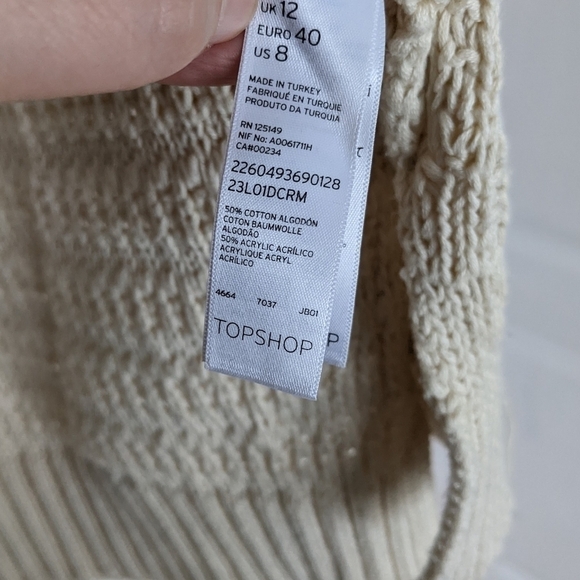 UK 12
EURO 40
US 8
MADE IN TURKEY
FABRIQUÉ EN TURQUIE
PRODUTO DA TURQUIA
RN 125149
NIF No: A0061711H
CA#00234
2260493690128
23L01DCRM
50% COTTON ALGODÓN
COTON BAUMWOLLE
ALGODÃO
50% ACRYLIC ACRÍLICO
ACRYLIQUE ACRYL
ACRÍLICO
4664 7037 JB01
TOPSHOP
P